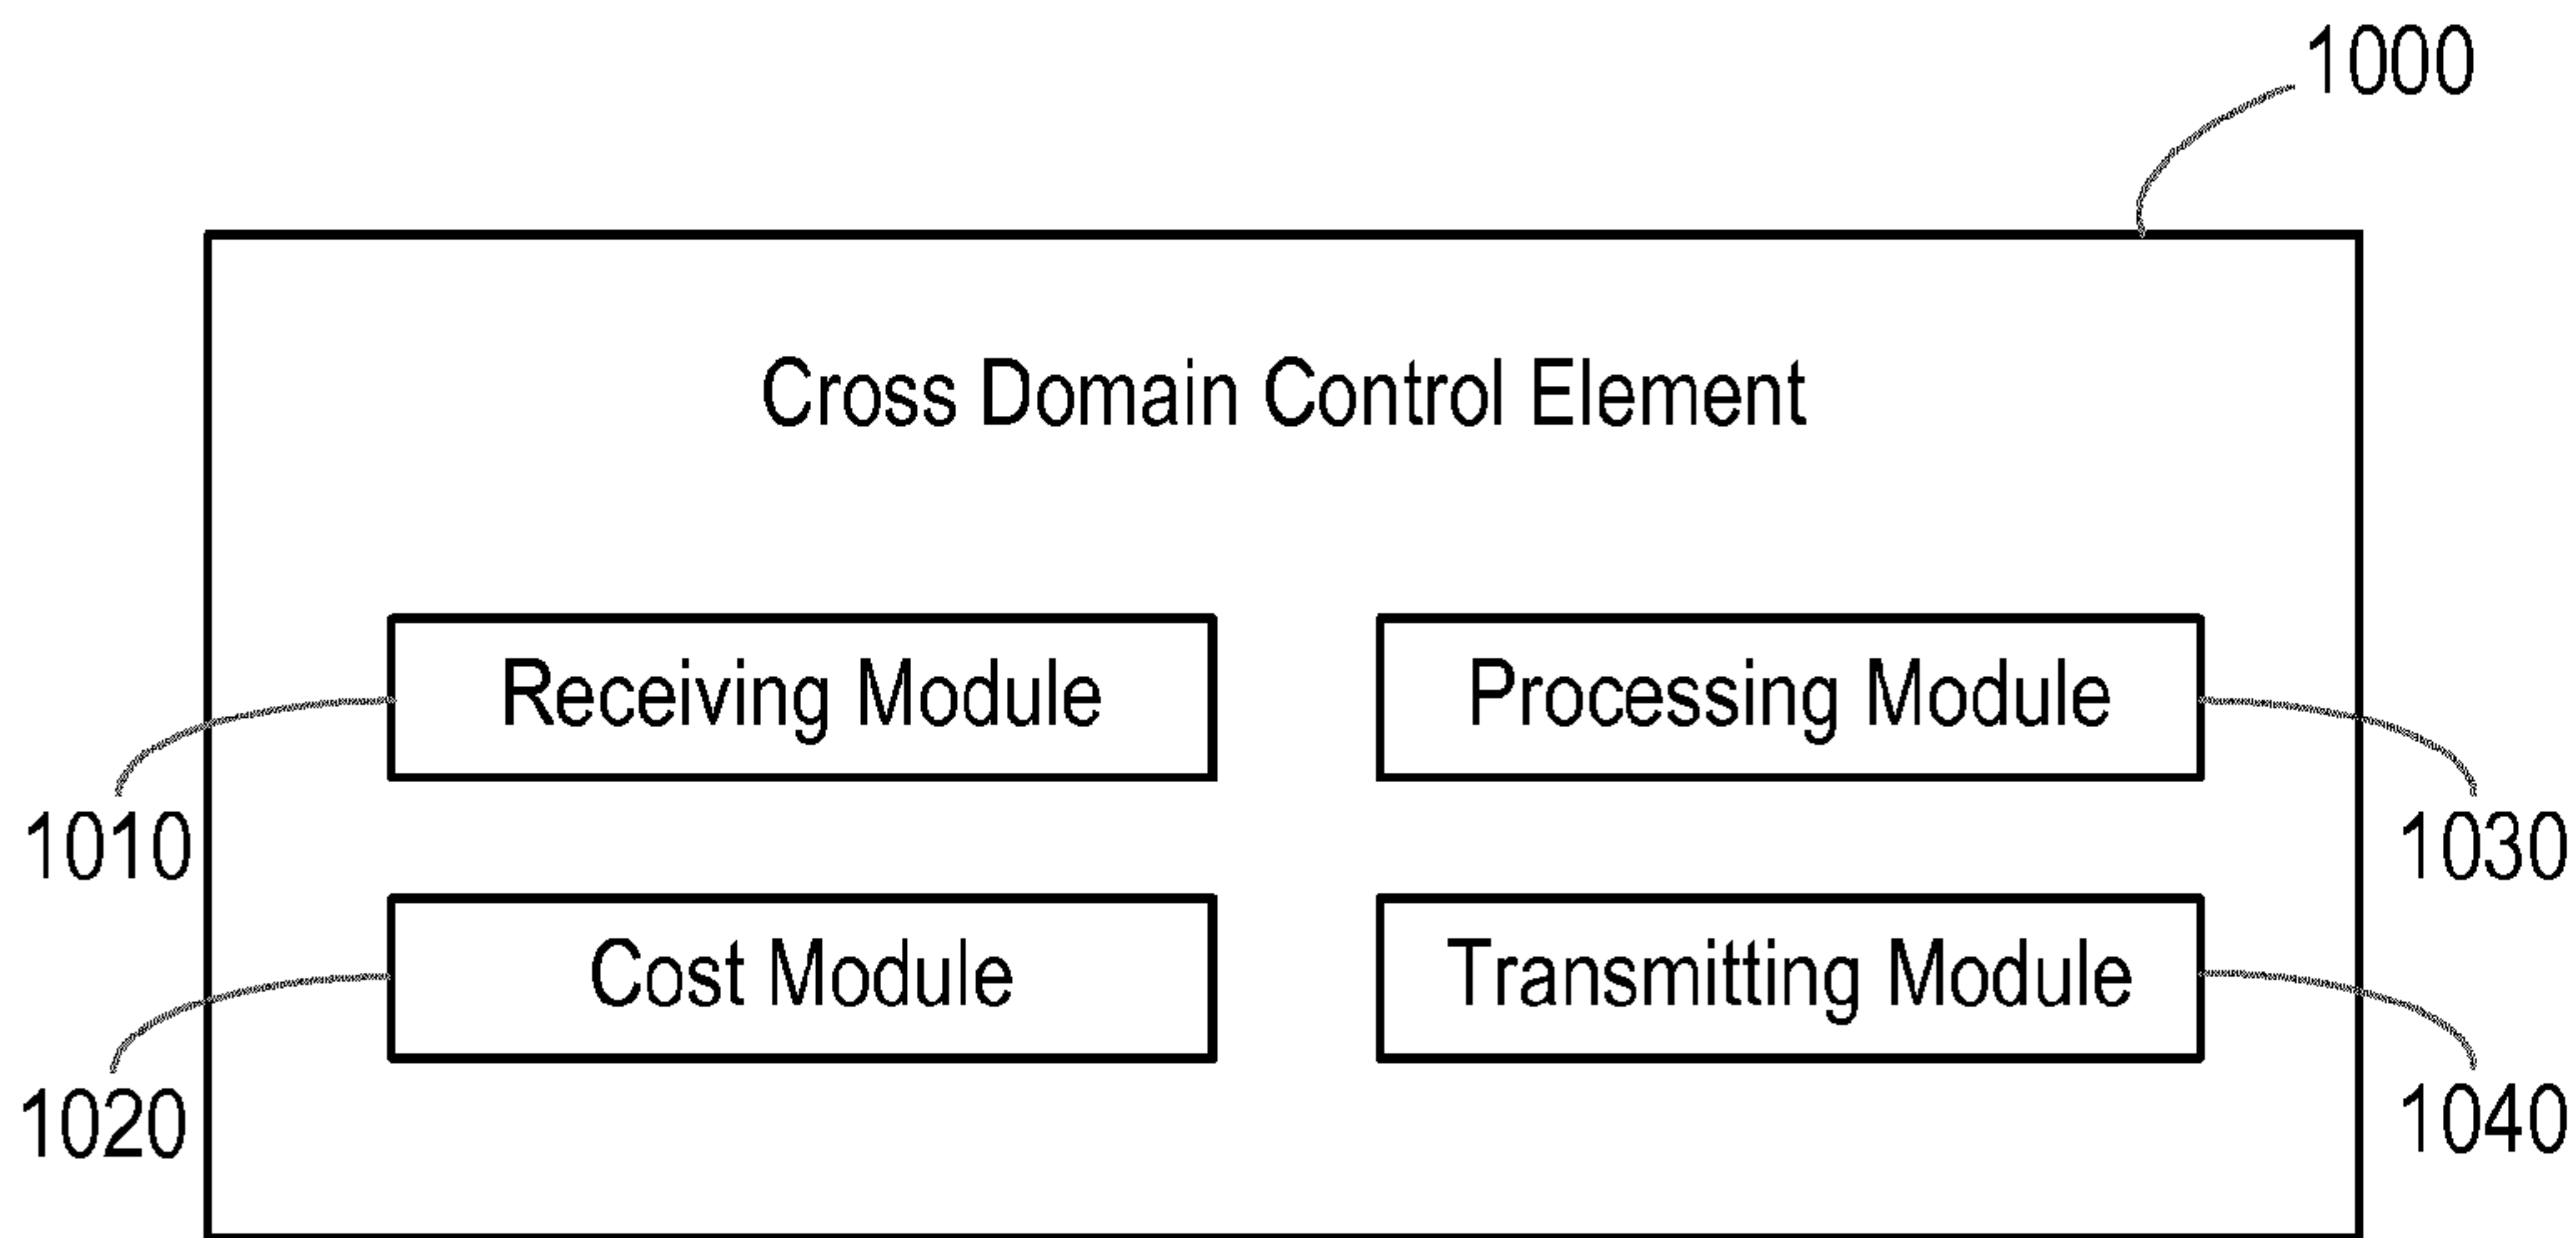 1000
Cross Domain Control Element
Receiving Module
Processing Module
1010
1030
Cost Module
Transmitting Module
1020
1040